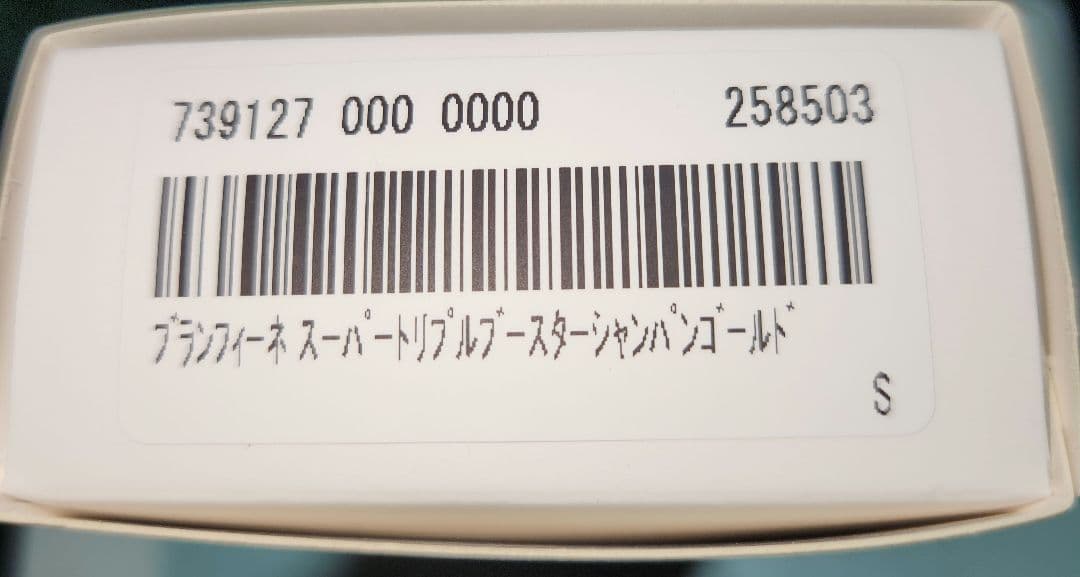 739127 000 0000 258503
ﾌﾞﾗﾝﾌｨｰﾈ ｽｰﾊﾟｰﾄﾘﾌﾟﾙﾌﾞｰｽﾀｰｼｬﾝﾊﾟﾝｺﾞｰﾙﾄﾞ
S